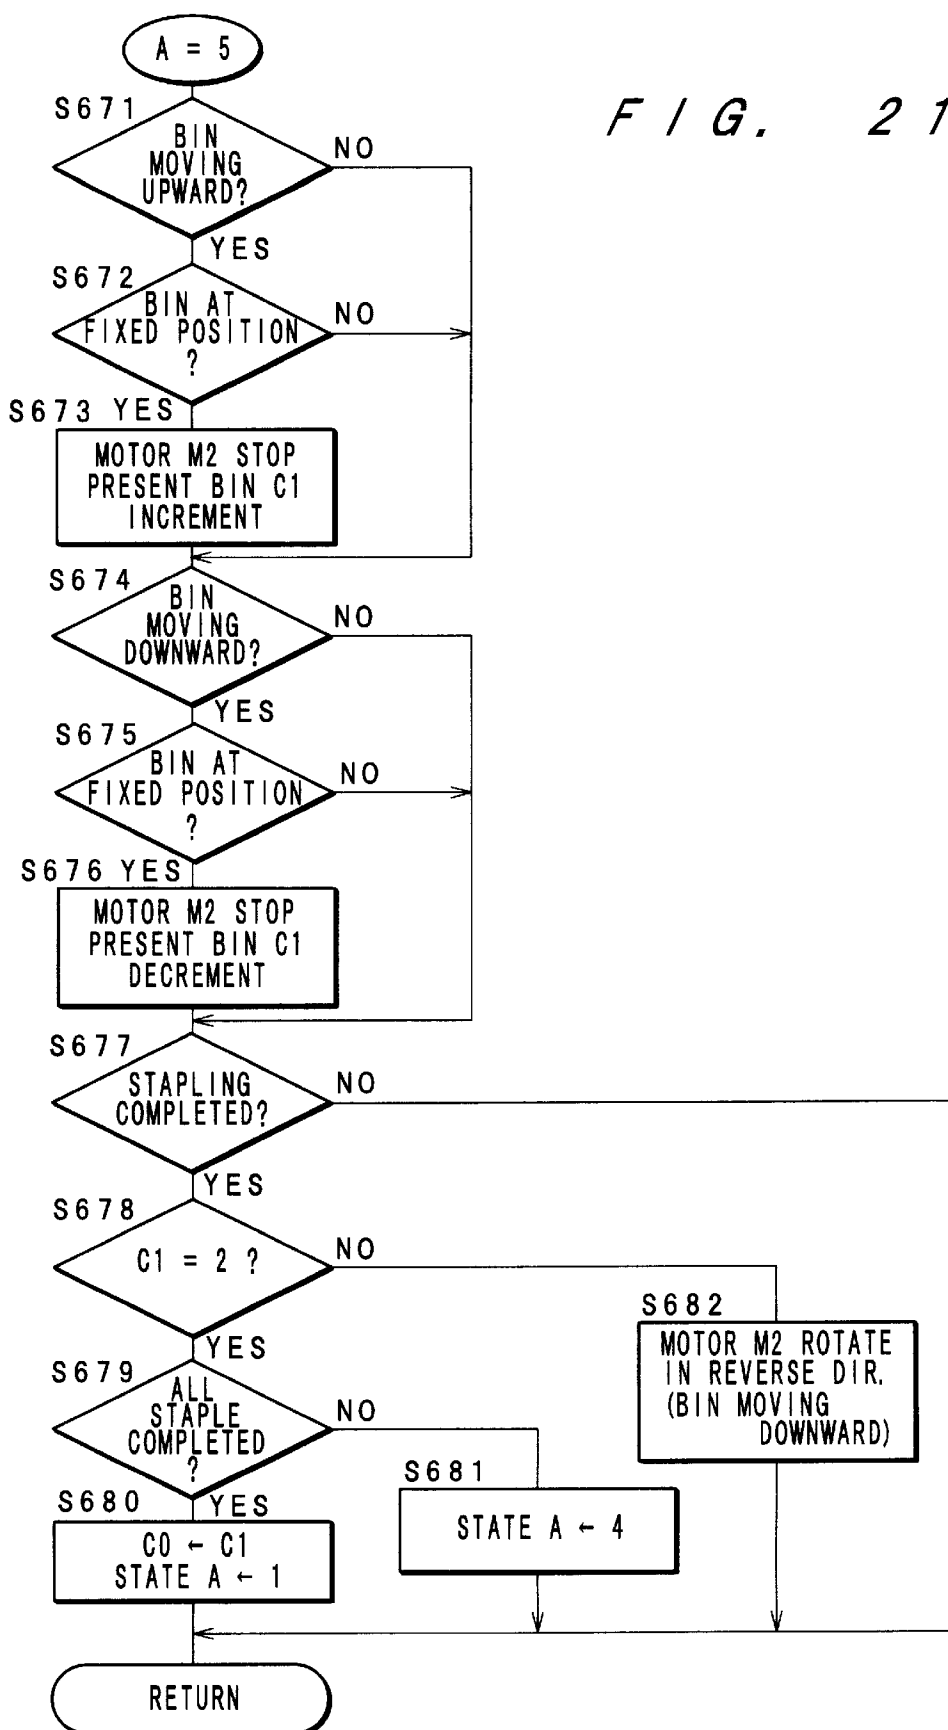 A = 5
FIG. 21
S671
BIN
MOVING
UPWARD?
NO
YES
S672
BIN AT
FIXED POSITION
?
NO
S673 YES
MOTOR M2 STOP
PRESENT BIN C1
INCREMENT
S674
BIN
MOVING
DOWNWARD?
NO
YES
S675
BIN AT
FIXED POSITION
?
NO
S676 YES
MOTOR M2 STOP
PRESENT BIN C1
DECREMENT
S677
STAPLING
COMPLETED?
NO
YES
S678
C1 = 2 ?
NO
YES
S682
MOTOR M2 ROTATE
IN REVERSE DIR.
(BIN MOVING
DOWNWARD)
S679
ALL
STAPLE
COMPLETED
?
NO
YES
S681
STATE A ← 4
S680
C0 ← C1
STATE A ← 1
RETURN